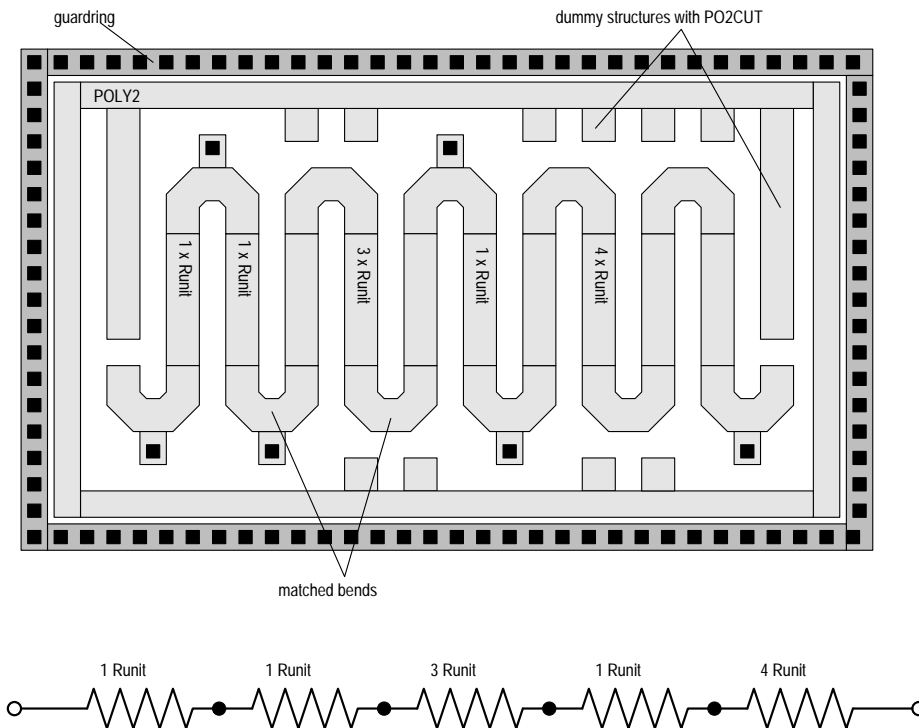 guardring
dummy structures with PO2CUT
POLY2
1 x Runit
1 x Runit
3 x Runit
1 x Runit
4 x Runit
matched bends
1 Runit
1 Runit
3 Runit
1 Runit
4 Runit